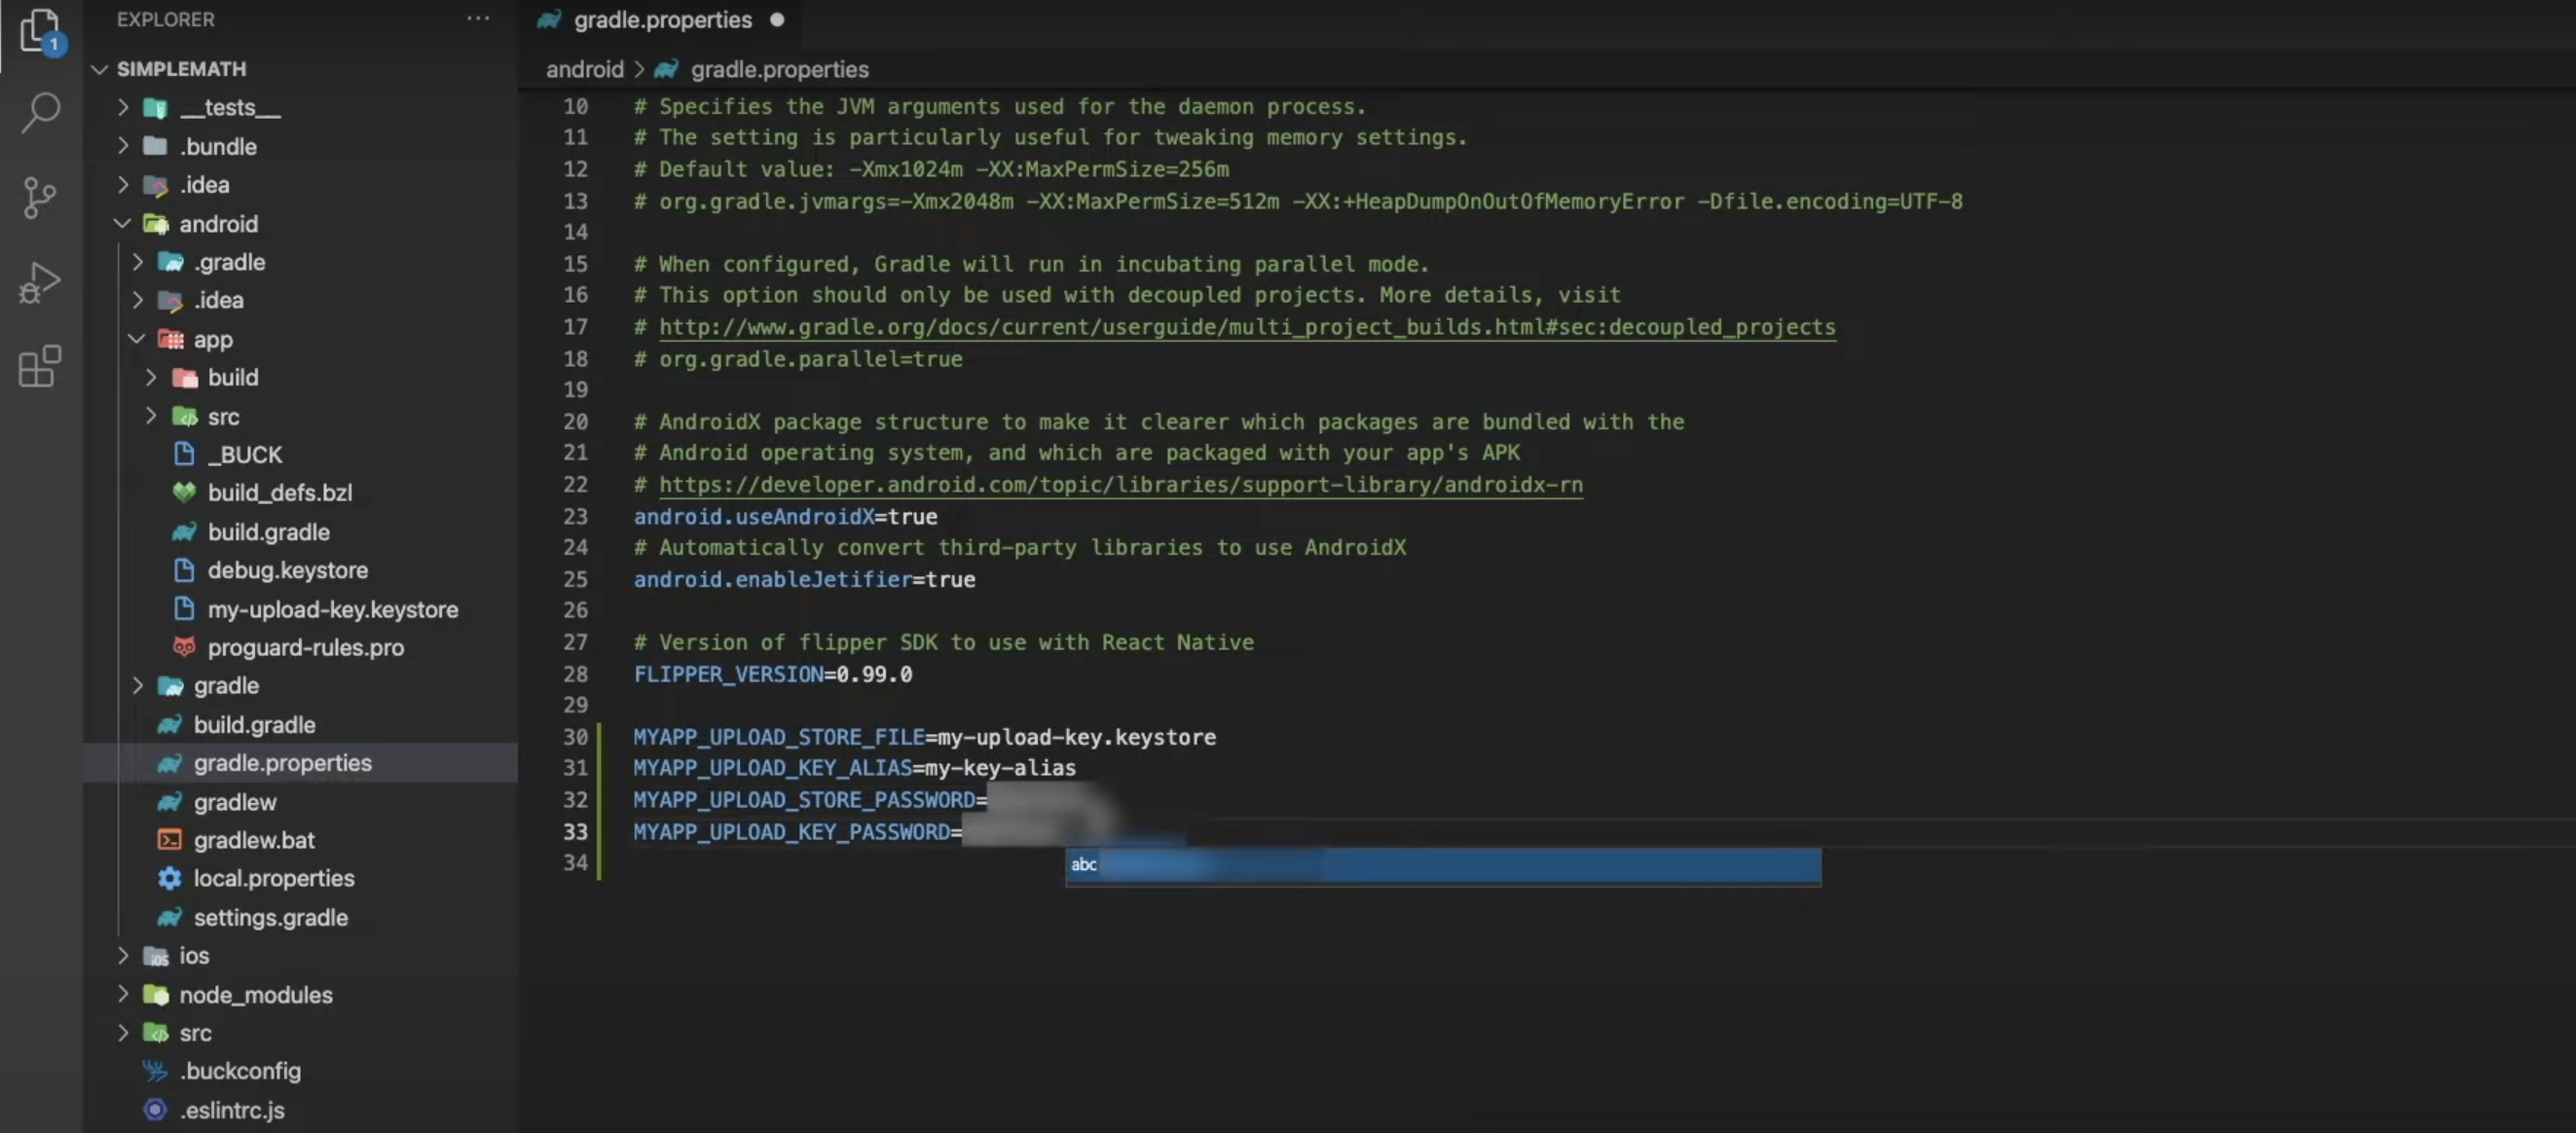 1
EXPLORER
SIMPLEMATH
__tests__
.bundle
.idea
android
.gradle
.idea
app
build
src
_BUCK
build_defs.bzl
build.gradle
debug.keystore
my-upload-key.keystore
proguard-rules.pro
gradle
build.gradle
gradle.properties
gradlew
gradlew.bat
local.properties
settings.gradle
ios
node_modules
src
.buckconfig
.eslintrc.js
gradle.properties
android > gradle.properties
10 # Specifies the JVM arguments used for the daemon process.
11 # The setting is particularly useful for tweaking memory settings.
12 # Default value: -Xmx1024m -XX:MaxPermSize=256m
13 # org.gradle.jvmargs=-Xmx2048m -XX:MaxPermSize=512m -XX:+HeapDumpOnOutOfMemoryError -Dfile.encoding=UTF-8
14
15 # When configured, Gradle will run in incubating parallel mode.
16 # This option should only be used with decoupled projects. More details, visit
17 # http://www.gradle.org/docs/current/userguide/multi_project_builds.html#sec:decoupled_projects
18 # org.gradle.parallel=true
19
20 # AndroidX package structure to make it clearer which packages are bundled with the
21 # Android operating system, and which are packaged with your app's APK
22 # https://developer.android.com/topic/libraries/support-library/androidx-rn
23 android.useAndroidX=true
24 # Automatically convert third-party libraries to use AndroidX
25 android.enableJetifier=true
26
27 # Version of flipper SDK to use with React Native
28 FLIPPER_VERSION=0.99.0
29
30 MYAPP_UPLOAD_STORE_FILE=my-upload-key.keystore
31 MYAPP_UPLOAD_KEY_ALIAS=my-key-alias
32 MYAPP_UPLOAD_STORE_PASSWORD=
33 MYAPP_UPLOAD_KEY_PASSWORD=
34
abc